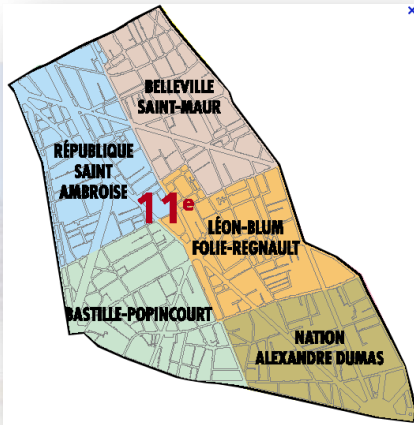 BELLEVILLE
SAINT-MAUR
RÉPUBLIQUE
SAINT
AMBROISE
11e
LÉON-BLUM
FOLIE-REGNAULT
BASTILLE-POPINCOURT
NATION
ALEXANDRE DUMAS